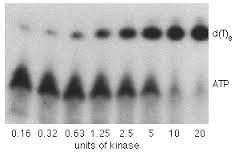 d(T)8
ATP
0.16 0.32 0.63 1.25 2.5 5 10 20
units of kinase